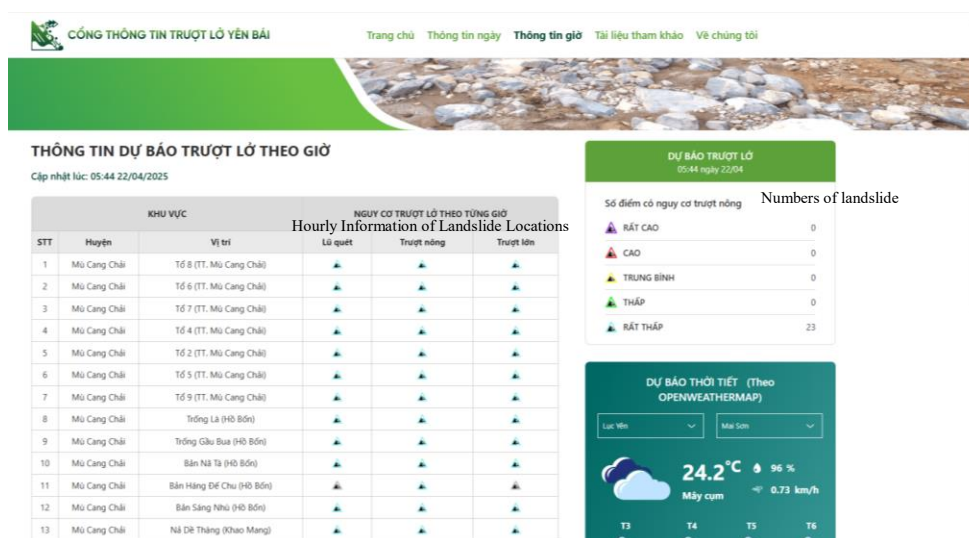 CỔNG THÔNG TIN TRƯỢT LỞ YÊN BÁI
Trang chủ Thông tin ngày Thông tin giờ Tài liệu tham khảo Về chúng tôi
THÔNG TIN DỰ BÁO TRƯỢT LỞ THEO GIỜ
Cập nhật lúc: 05:44 22/04/2025
KHU VỰC NGUY CƠ TRƯỢT LỞ THEO TỪNG GIỜ
Hourly Information of Landslide Locations
STT Huyện Vị trí Lũ quét Trượt nông Trượt lớn
1 Mù Cang Chải Tổ 8 (TT. Mù Cang Chải)
2 Mù Cang Chải Tổ 6 (TT. Mù Cang Chải)
3 Mù Cang Chải Tổ 7 (TT. Mù Cang Chải)
4 Mù Cang Chải Tổ 4 (TT. Mù Cang Chải)
5 Mù Cang Chải Tổ 2 (TT. Mù Cang Chải)
6 Mù Cang Chải Tổ 5 (TT. Mù Cang Chải)
7 Mù Cang Chải Tổ 9 (TT. Mù Cang Chải)
8 Mù Cang Chải Trống Là (Hồ Bốn)
9 Mù Cang Chải Trống Gầu Bua (Hồ Bốn)
10 Mù Cang Chải Bản Nả Tà (Hồ Bốn)
11 Mù Cang Chải Bản Háng Đế Chu (Hồ Bốn)
12 Mù Cang Chải Bản Sáng Nhù (Hồ Bốn)
13 Mù Cang Chải Nả Dề Thàng (Khao Mang)
DỰ BÁO TRƯỢT LỞ
05:44 ngày 22/04
Số điểm có nguy cơ trượt nông
Numbers of landslide
RẤT CAO 0
CAO 0
TRUNG BÌNH 0
THẤP 0
RẤT THẤP 23
DỰ BÁO THỜI TIẾT (Theo
OPENWEATHERMAP)
Lục Yên Mai Sơn
24.2°C 96 %
Mây cụm 0.73 km/h
T3 T4 T5 T6